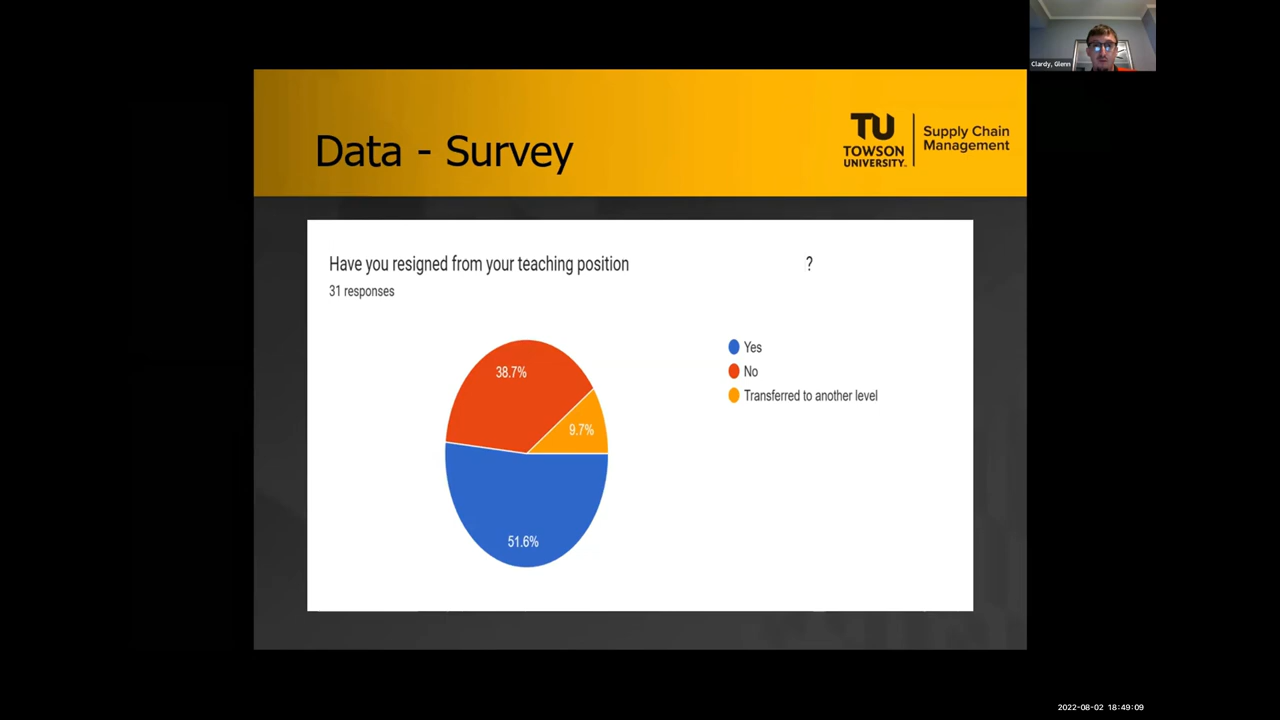 Clardy, Glenn
Data - Survey
TU
TOWSON
UNIVERSITY.
Supply Chain
Management
Have you resigned from your teaching position ?
31 responses
Yes
No
Transferred to another level
38.7%
9.7%
51.6%
2022-08-02 18:49:09